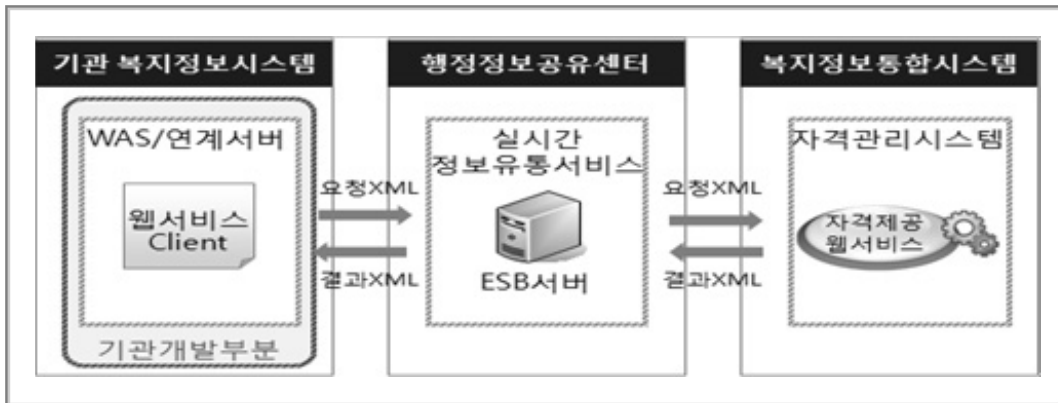 기관 복지정보시스템
WAS/연계서버
웹서비스
Client
기관개발부분
요청XML
결과XML
행정정보공유센터
실시간
정보유통서비스
ESB서버
요청XML
결과XML
복지정보통합시스템
자격관리시스템
자격제공
웹서비스